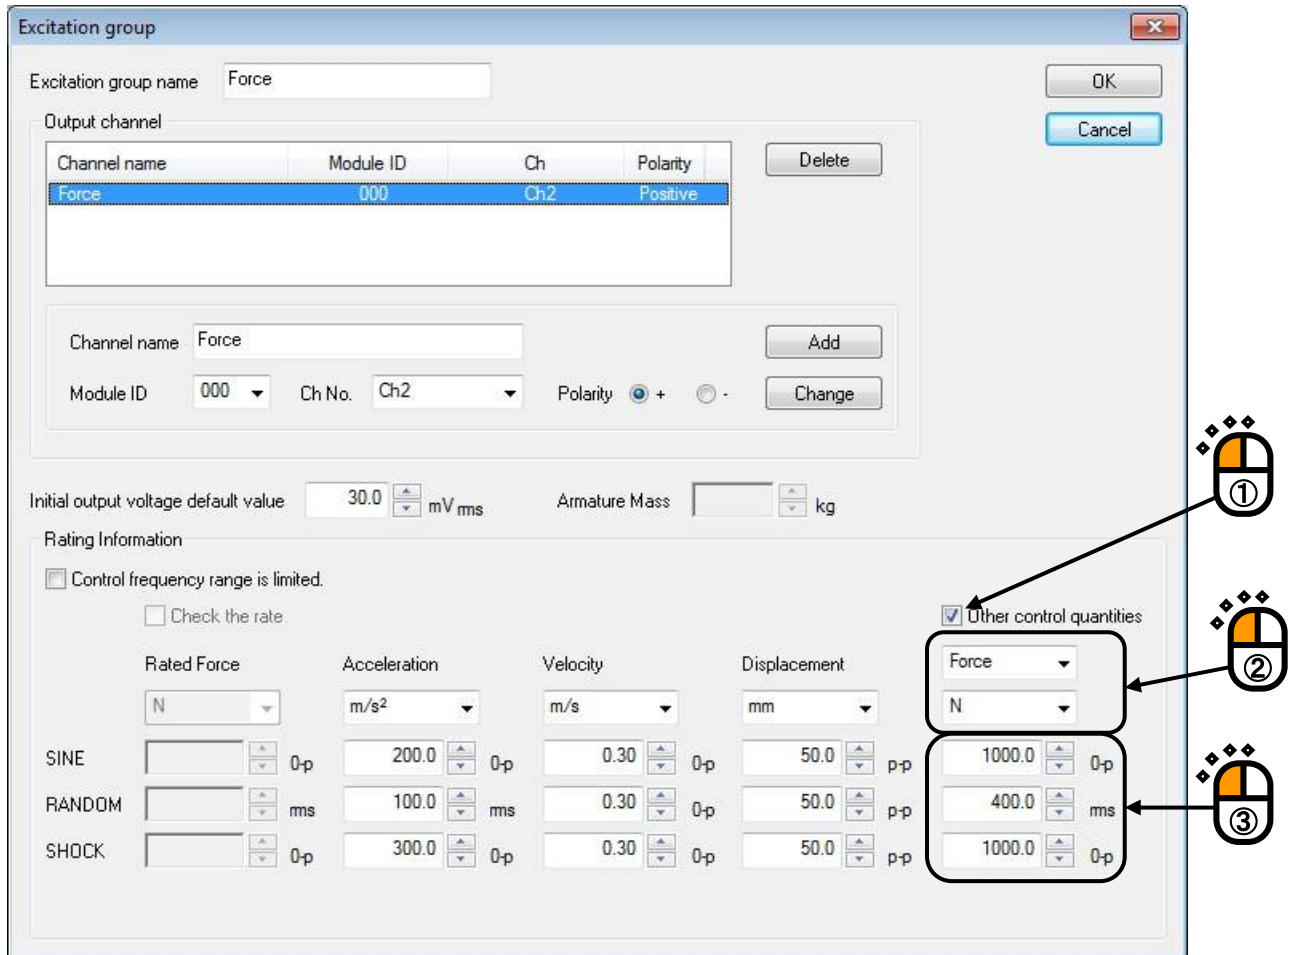 Excitation group
Excitation group name Force OK
Output channel Cancel
Channel name Module ID Ch Polarity Delete
Force 000 Ch2 Positive
Channel name Force Add
Module ID 000 Ch No. Ch2 Polarity + - Change
①
Initial output voltage default value 30.0 mV rms Armature Mass kg
Rating Information
Control frequency range is limited.
Check the rate Other control quantities
Rated Force Acceleration Velocity Displacement Force
②
N m/s² m/s mm N
SINE 0-p 200.0 0-p 0.30 0-p 50.0 p-p 1000.0 0-p
RANDOM rms 100.0 rms 0.30 0-p 50.0 p-p 400.0 rms
③
SHOCK 0-p 300.0 0-p 0.30 0-p 50.0 p-p 1000.0 0-p